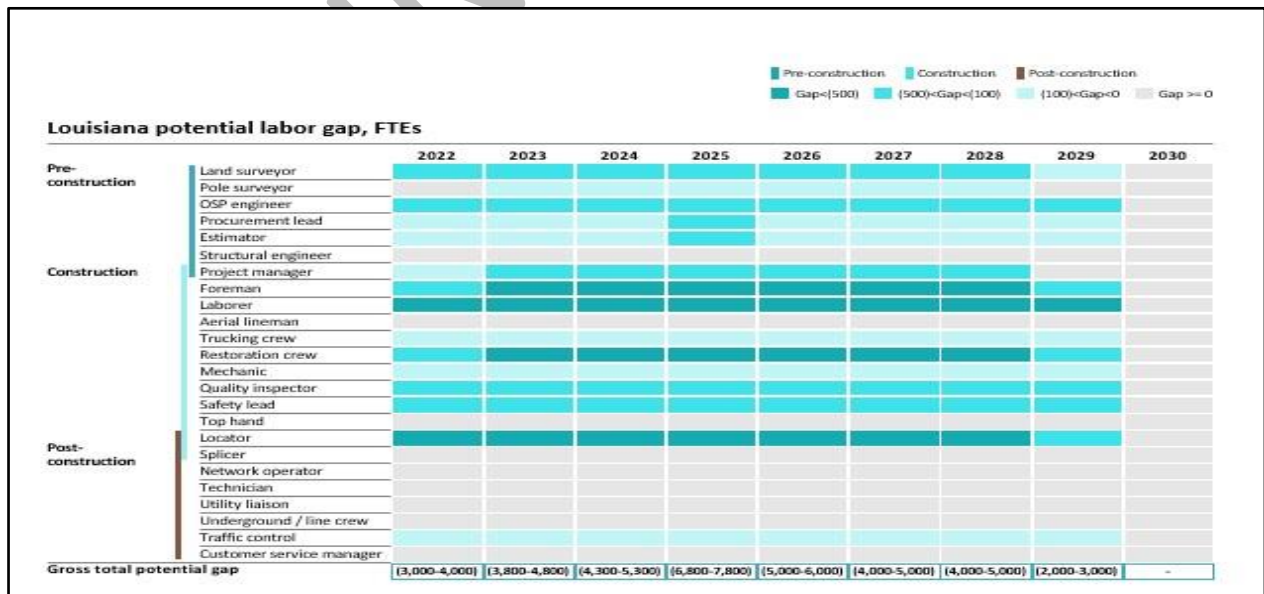 Pre-construction Construction Post-construction
Gap<(500) (500)<Gap<(100) (100)<Gap<0 Gap >= 0
Louisiana potential labor gap, FTEs
2022 2023 2024 2025 2026 2027 2028 2029 2030
Pre-
construction
Land surveyor
Pole surveyor
OSP engineer
Procurement lead
Estimator
Structural engineer
Construction
Project manager
Foreman
Laborer
Aerial lineman
Trucking crew
Restoration crew
Mechanic
Quality inspector
Safety lead
Top hand
Post-
construction
Locator
Splicer
Network operator
Technician
Utility liaison
Underground / line crew
Traffic control
Customer service manager
Gross total potential gap (3,000-4,000) (3,800-4,800) (4,300-5,300) (6,800-7,800) (5,000-6,000) (4,000-5,000) (4,000-5,000) (2,000-3,000) -